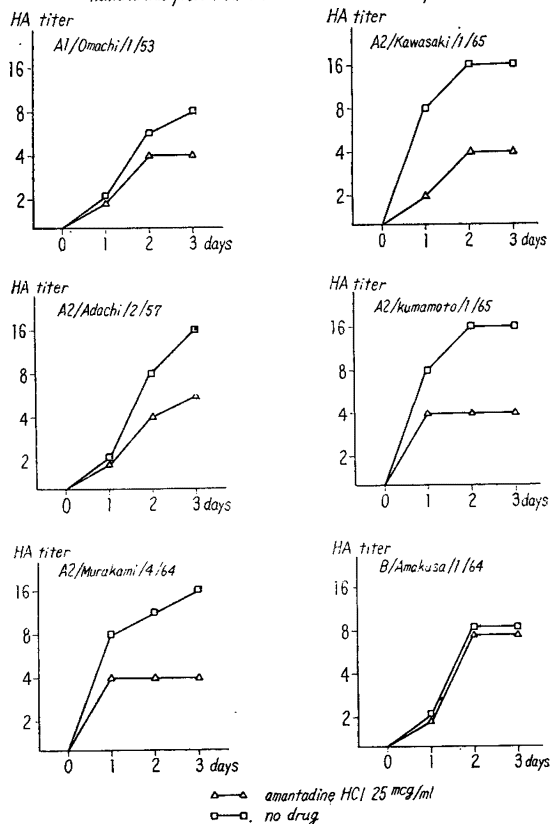 HA titer
A1/Omachi/1/53
16
8
4
2
0 1 2 3 days
HA titer
A2/Kawasaki/1/65
16
8
4
2
0 1 2 3 days
HA titer
A2/Adachi/2/57
16
8
4
2
0 1 2 3 days
HA titer
A2/kumamoto/1/65
16
8
4
2
0 1 2 3 days
HA titer
A2/Murakami/4/64
16
8
4
2
0 1 2 3 days
HA titer
B/Amakusa/1/64
16
8
4
2
0 1 2 3 days
amantadine HCl 25 mcg/ml
no drug